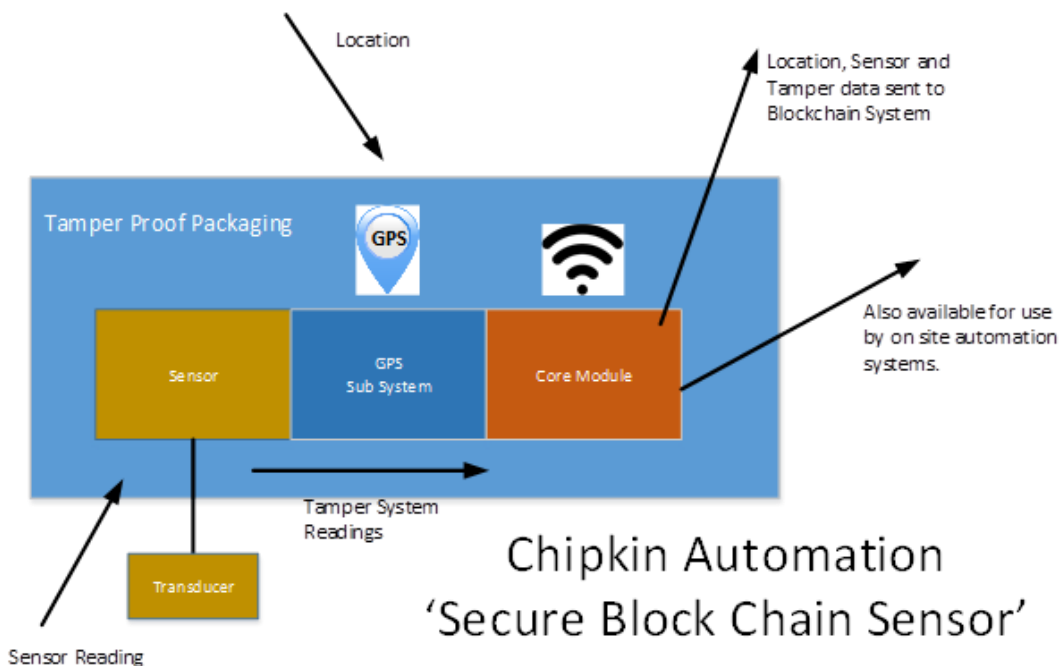 Location
Location, Sensor and
Tamper data sent to
Blockchain System
Tamper Proof Packaging
GPS
Also available for use
by on site automation
systems.
Sensor
GPS
Sub System
Core Module
Tamper System
Readings
Transducer
Sensor Reading
Chipkin Automation
‘Secure Block Chain Sensor’